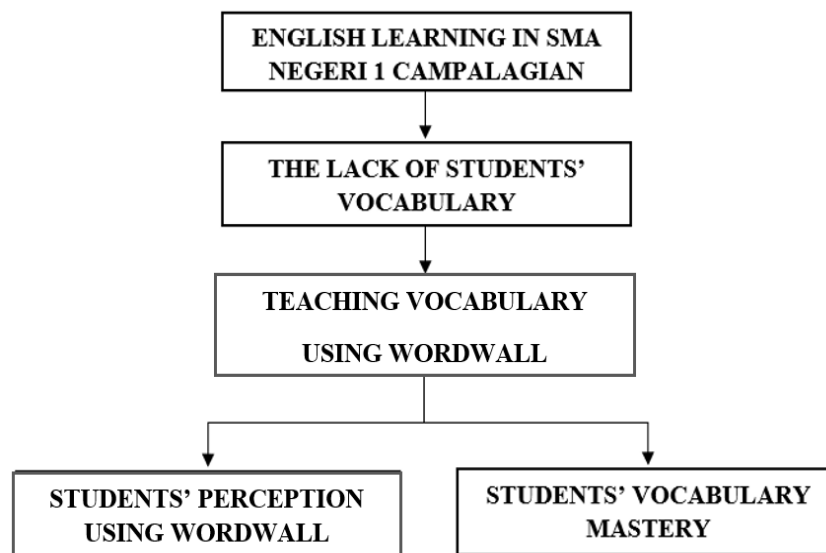 ENGLISH LEARNING IN SMA
NEGERI 1 CAMPALAGIAN
THE LACK OF STUDENTS’
VOCABULARY
TEACHING VOCABULARY
USING WORDWALL
STUDENTS’ PERCEPTION
USING WORDWALL
STUDENTS’ VOCABULARY
MASTERY